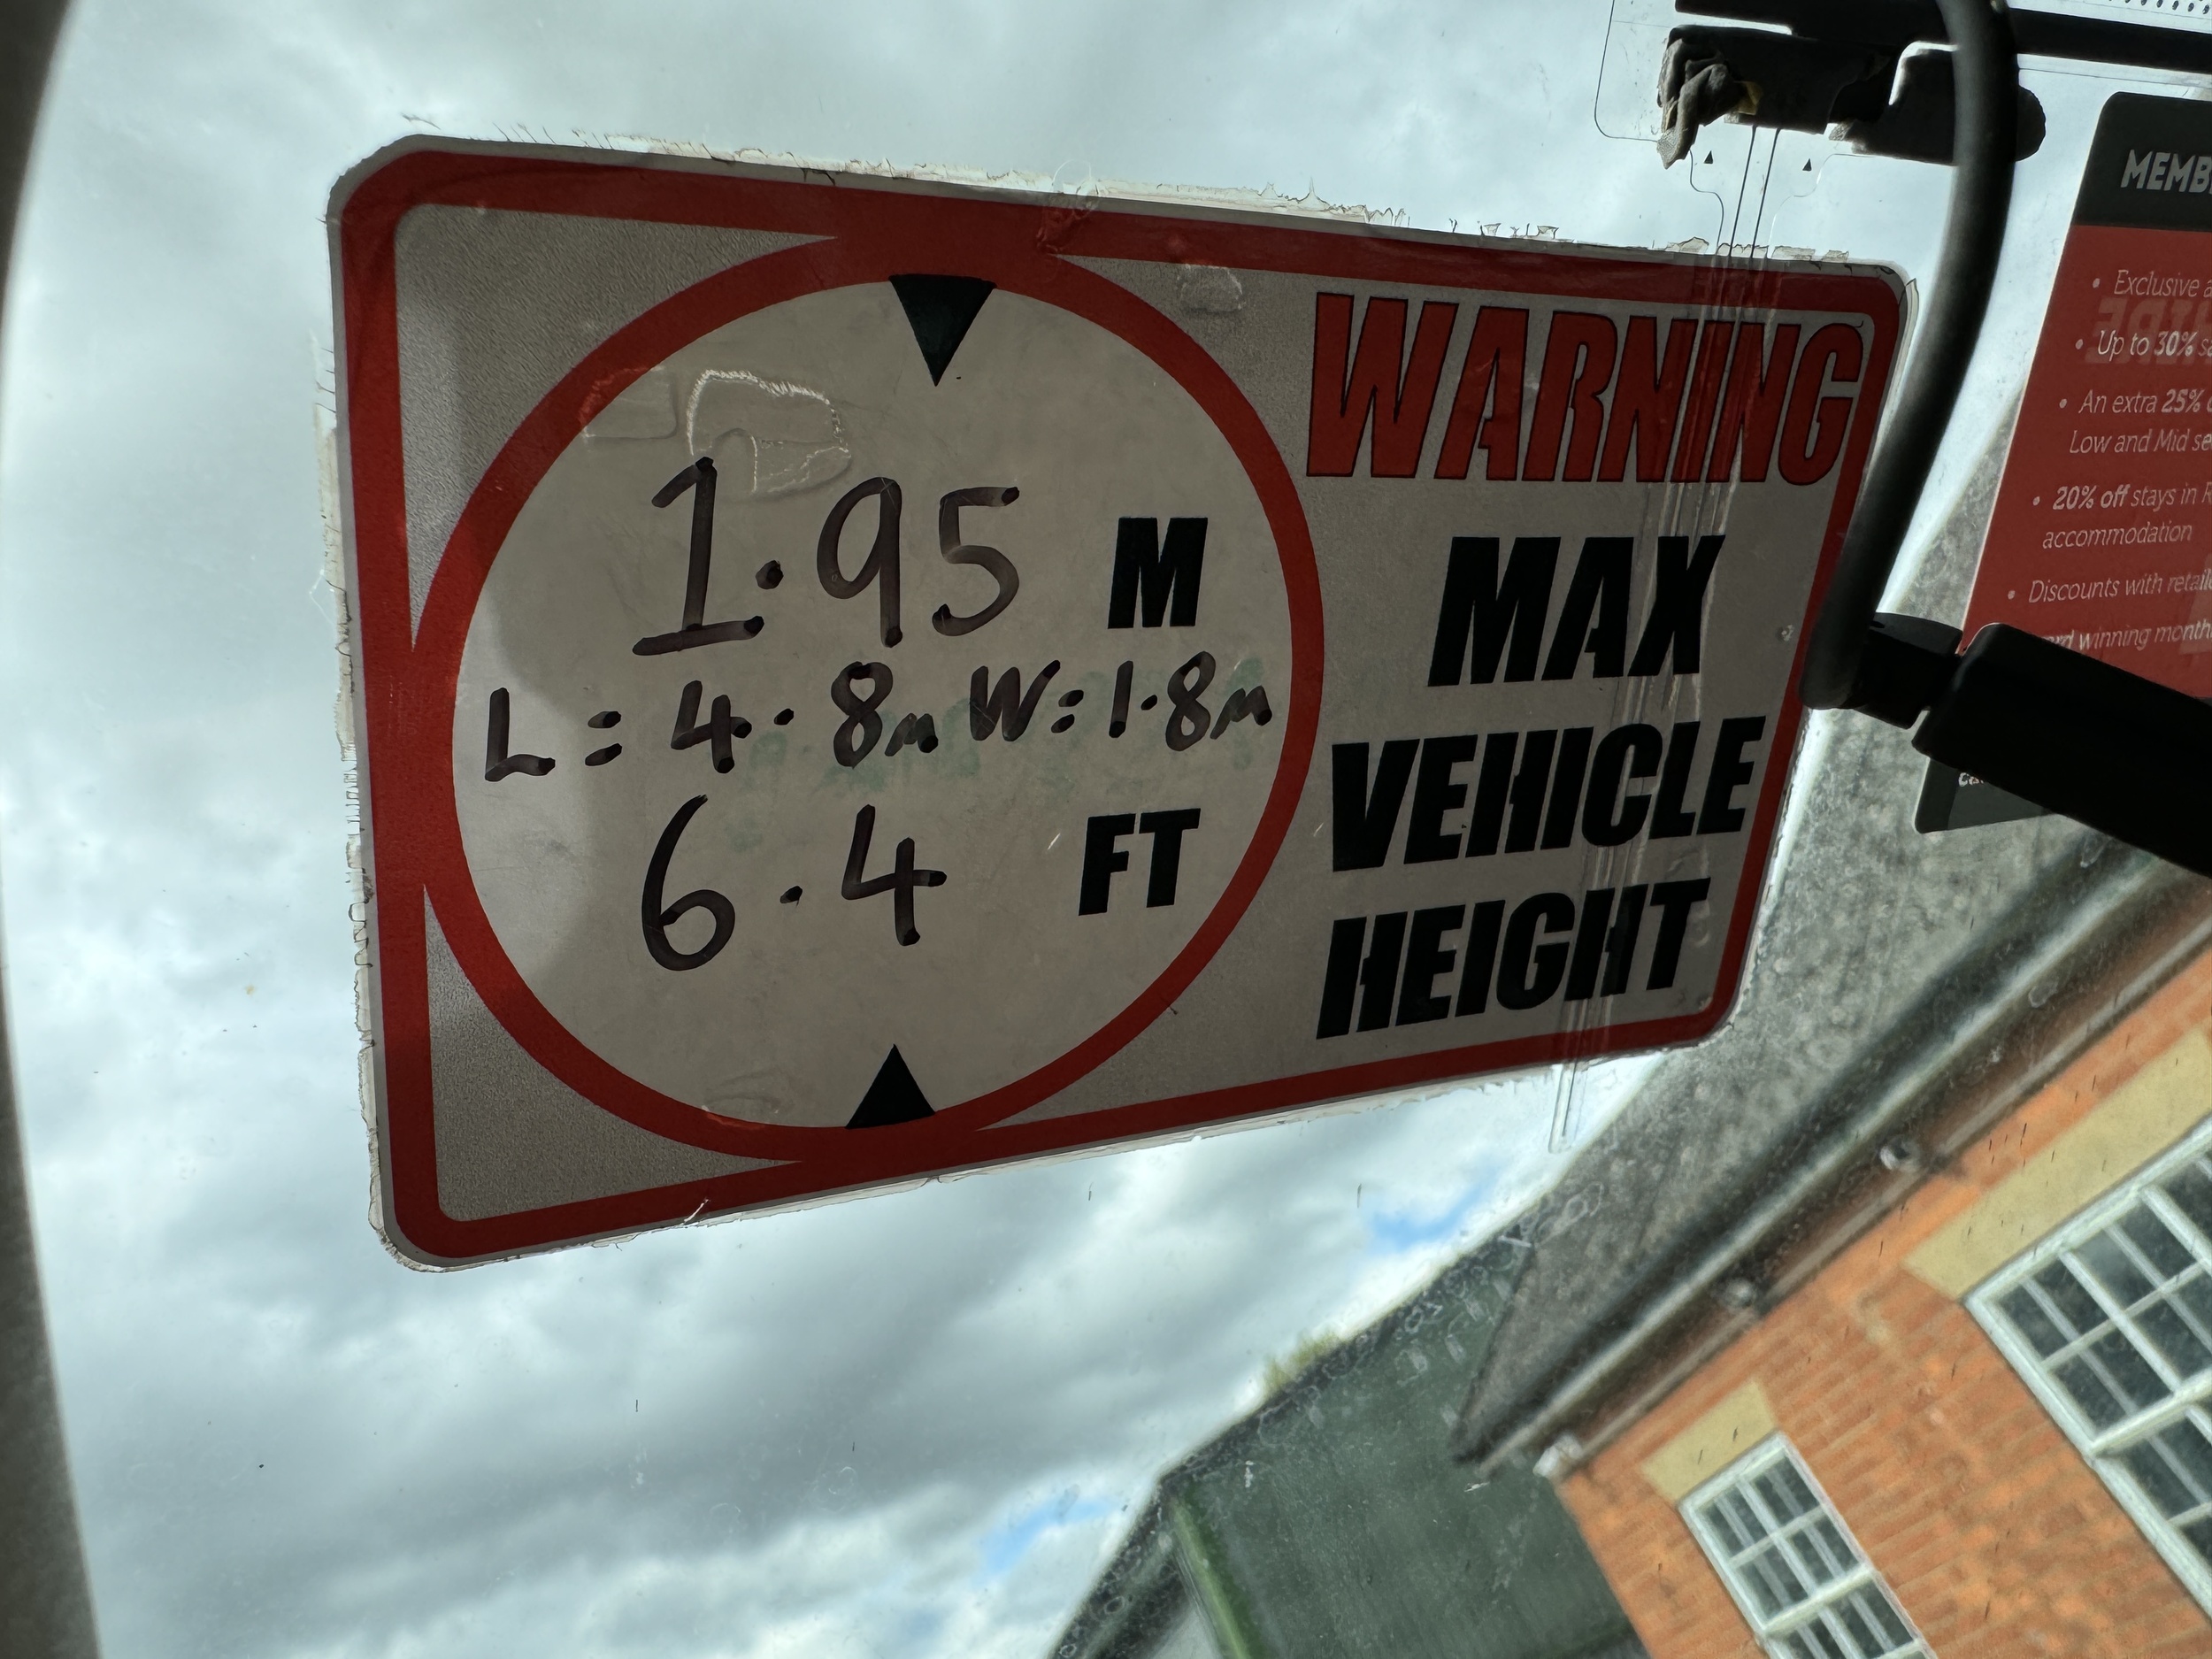 1.95 M
L = 4.8m W = 1.8m
6.4 FT
WARNING
MAX
VEHICLE
HEIGHT
Exclusive
Up to 30%
An extra 25%
Low and Mid
20% off stays in
accommodation
Discounts with
winning